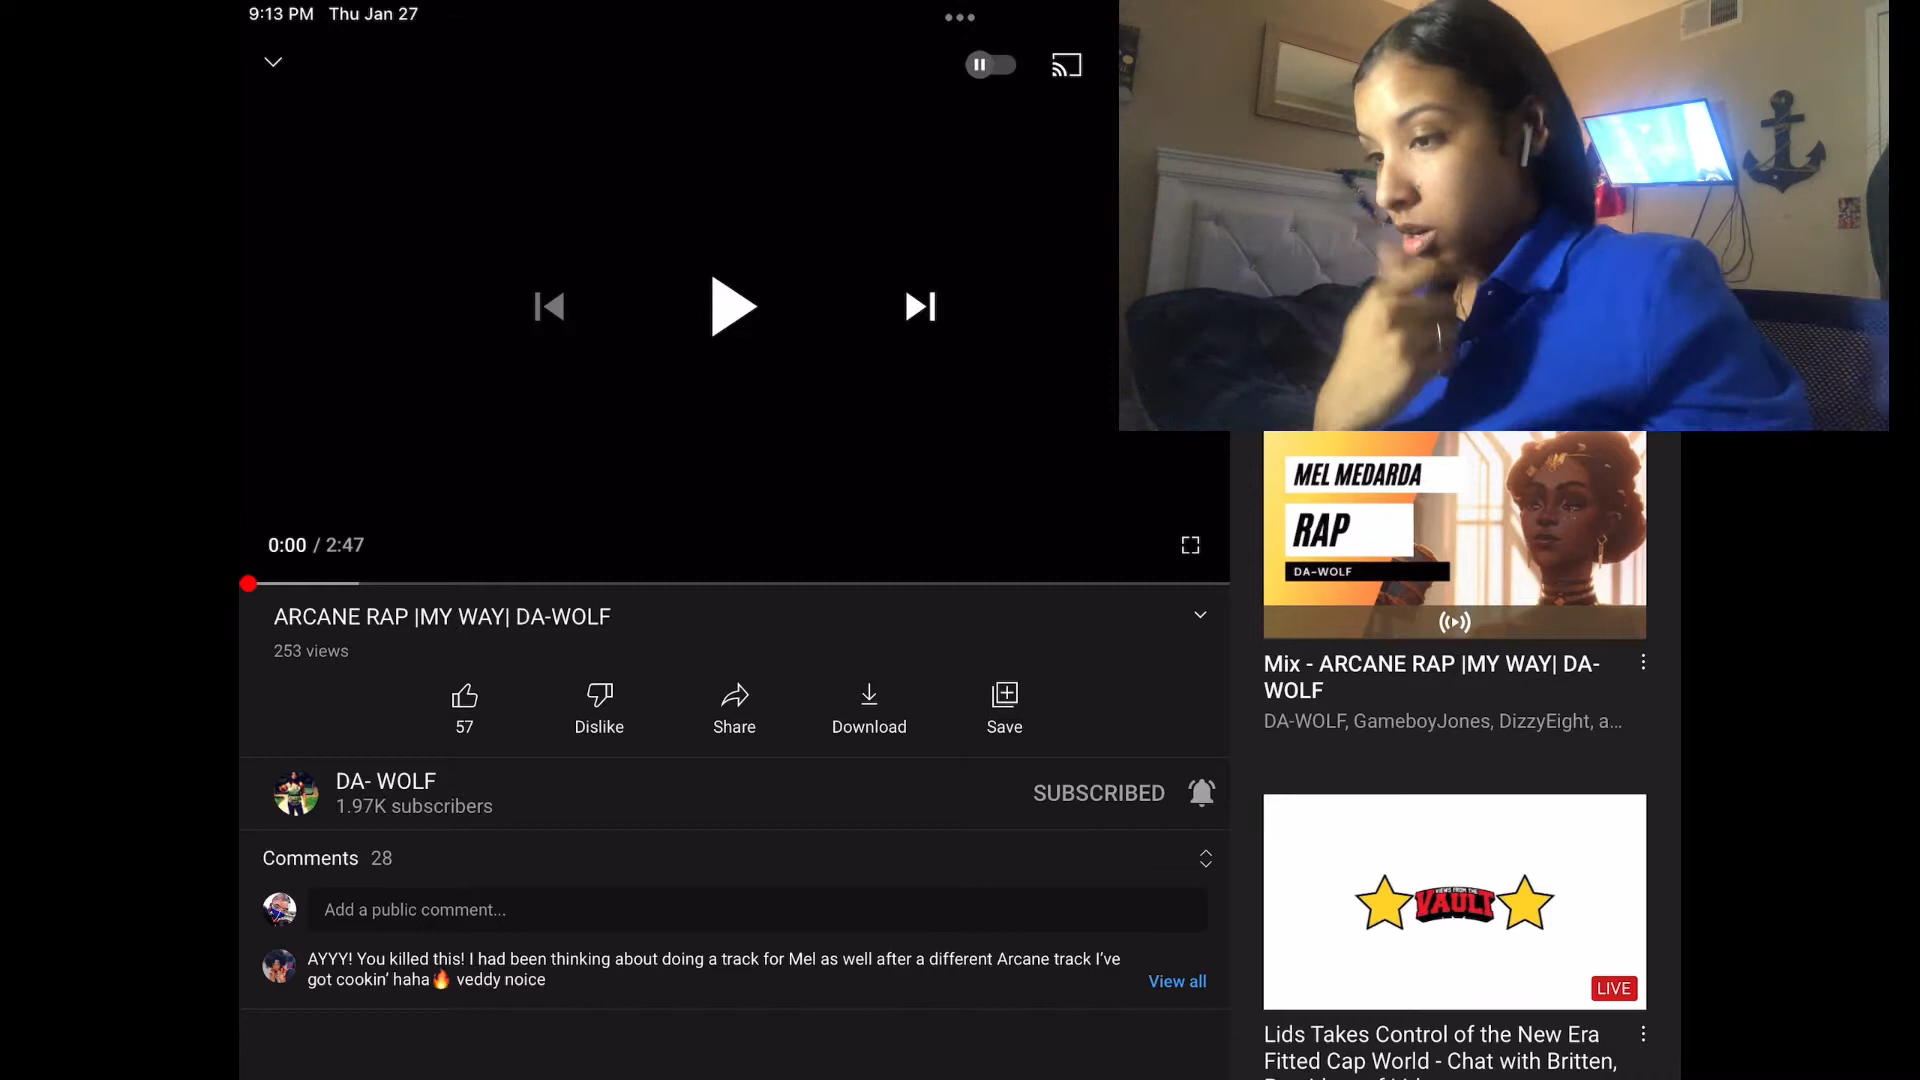 9:13 PM Thu Jan 27
0:00 / 2:47
ARCANE RAP |MY WAY| DA-WOLF
253 views
57
Dislike
Share
Download
Save
DA- WOLF
1.97K subscribers
SUBSCRIBED
Comments 28
Add a public comment...
AYYY! You killed this! I had been thinking about doing a track for Mel as well after a different Arcane track I've
got cookin' haha🔥 veddy noice
View all
MEL MEDARDA
RAP
DA-WOLF
Mix - ARCANE RAP |MY WAY| DA-
WOLF
DA-WOLF, GameboyJones, DizzyEight, a...
VIEWS FROM THE
VAULT
LIVE
Lids Takes Control of the New Era
Fitted Cap World - Chat with Britten,